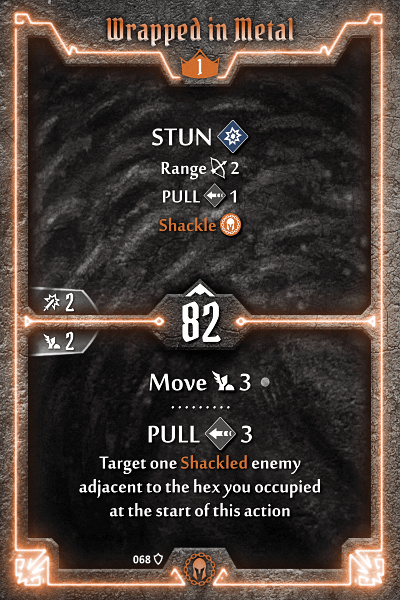 Wrapped in Metal
1
STUN
Range 2
PULL 1
Shackle
2
82
2
Move 3
PULL 3
Target one Shackled enemy
adjacent to the hex you occupied
at the start of this action
068